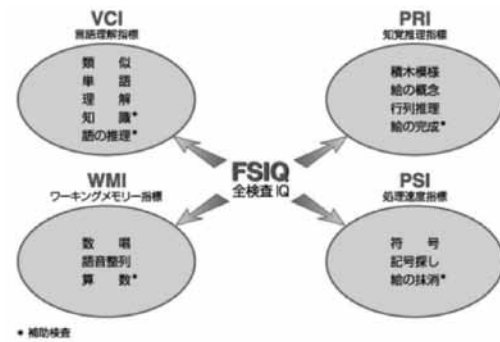 VCI
言語理解指標
類 似
単 語
理 解
知 識*
語の推理*
PRI
知覚推理指標
積木模様
絵の概念
行列推理
絵の完成*
FSIQ
全検査 IQ
WMI
ワーキングメモリー指標
数 唱
語音整列
算 数*
PSI
処理速度指標
符 号
記号探し
絵の抹消*
* 補助検査